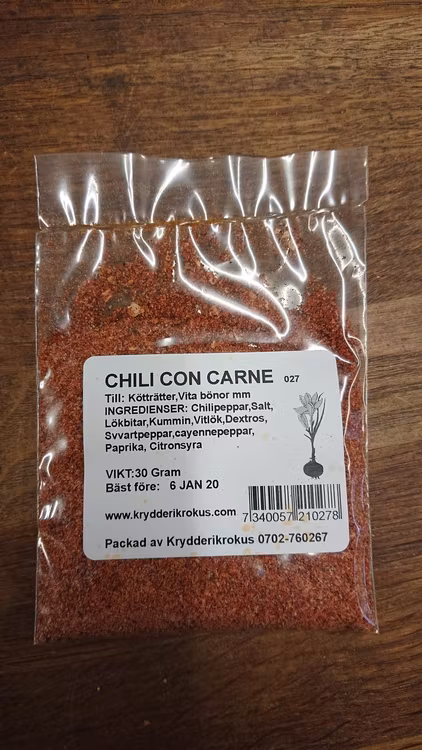 CHILI CON CARNE 027
Till: Kötträtter,Vita bönor mm
INGREDIENSER: Chilipeppar,Salt,
Lökbitar,Kummin,Vitlök,Dextros,
Svvartpeppar,cayennepeppar,
Paprika, Citronsyra
VIKT:30 Gram
Bäst före: 6 JAN 20
www.krydderikrokus.com
7 340057 210278
Packad av Krydderikrokus 0702-760267